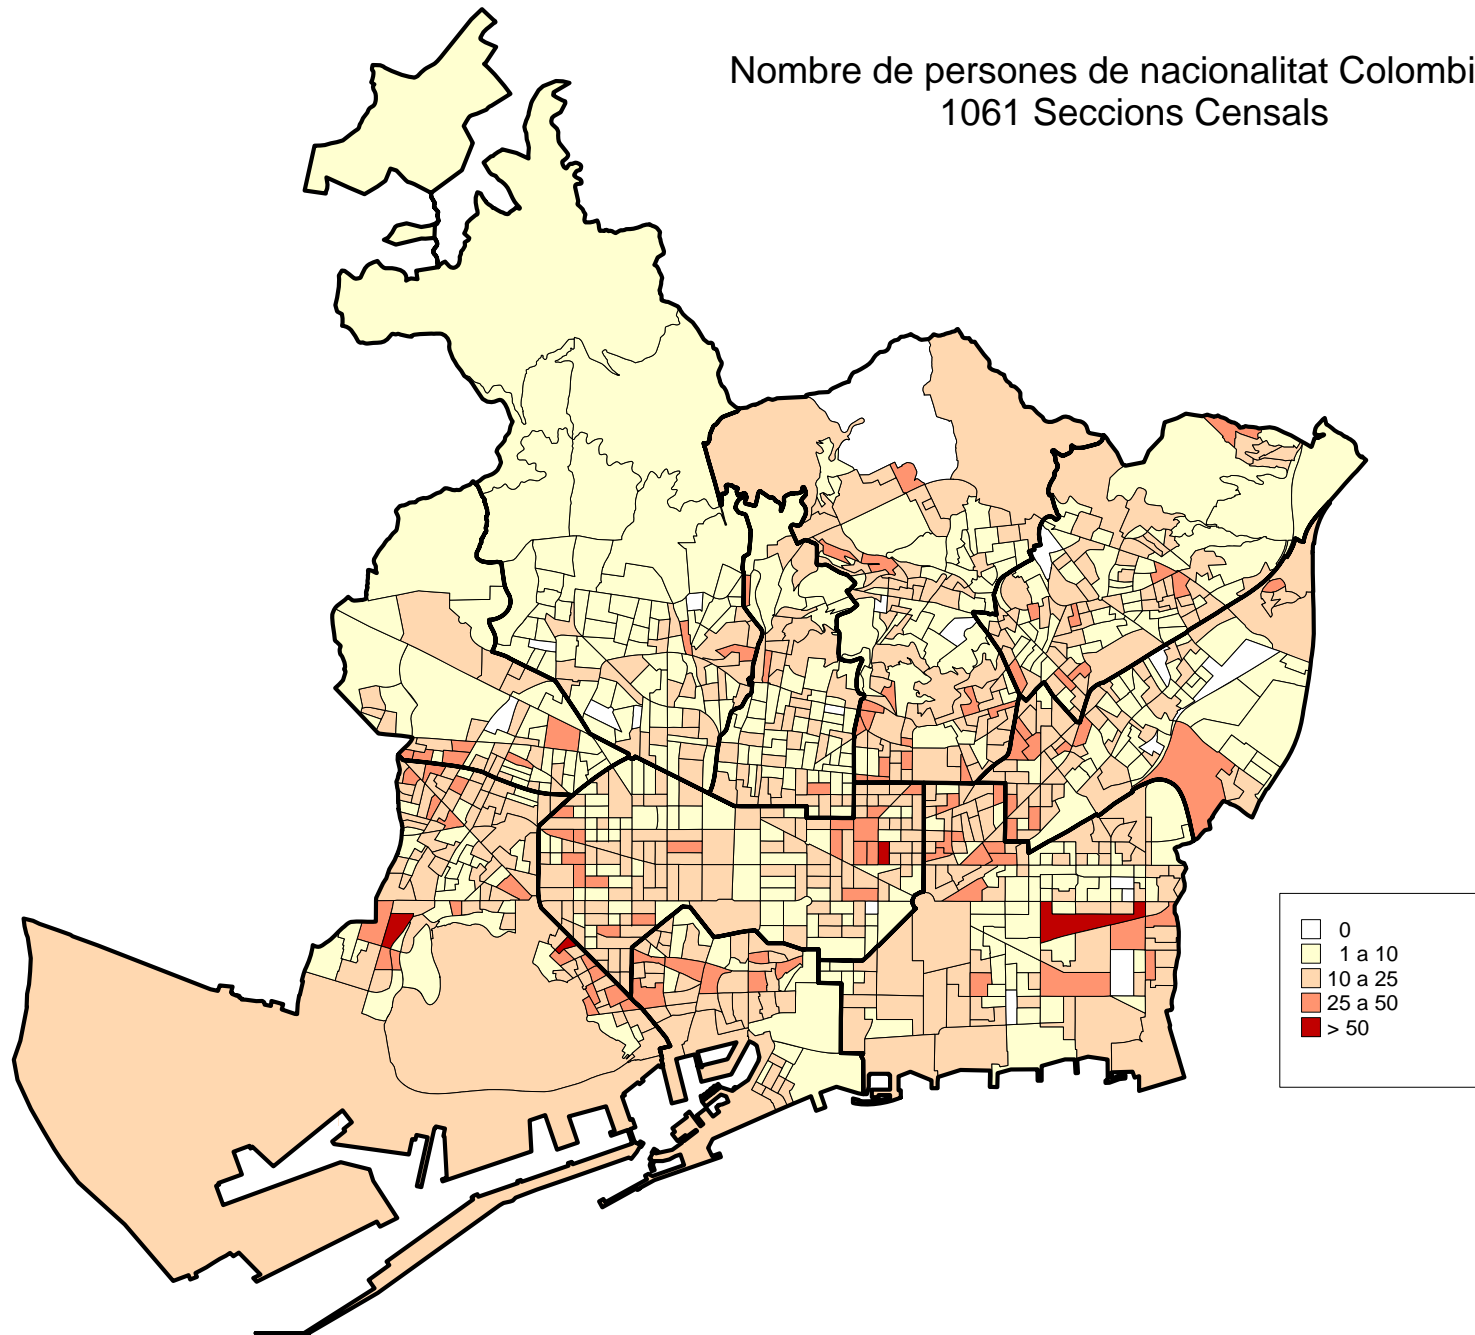 Nombre de persones de nacionalitat Colombi
1061 Seccions Censals
0
1 a 10
10 a 25
25 a 50
> 50